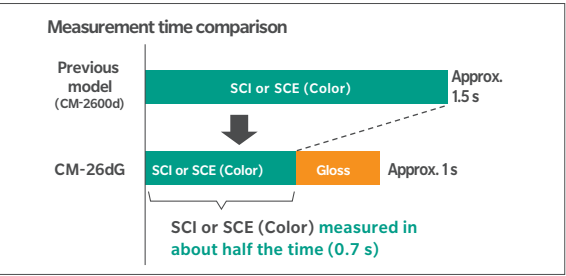 Measurement time comparison
Previous
model
(CM-2600d)
SCI or SCE (Color)
Approx.
1.5 s
CM-26dG
SCI or SCE (Color)
Gloss
Approx. 1 s
SCI or SCE (Color) measured in
about half the time (0.7 s)